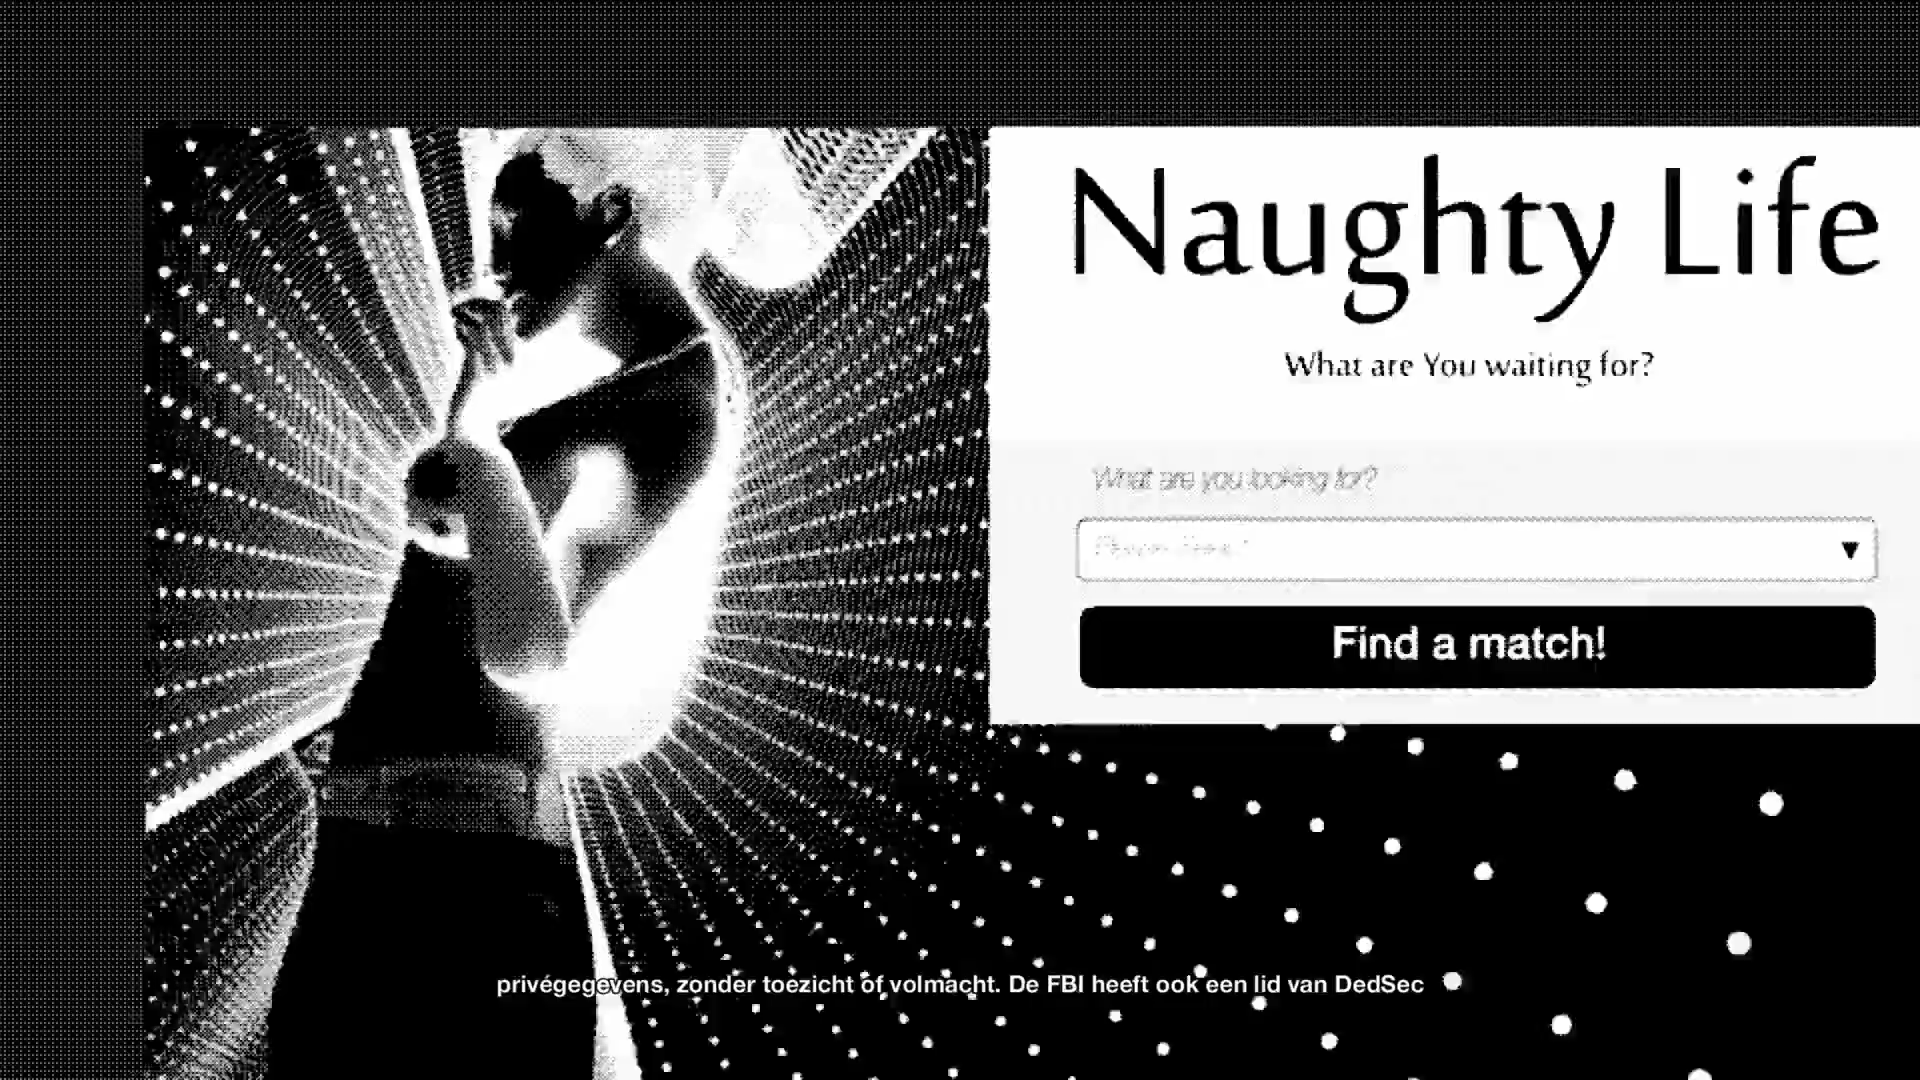 Naughty Life
What are You waiting for?
What are you looking for?
Find a match!
privégegevens, zonder toezicht of volmacht. De FBI heeft ook een lid van DedSec